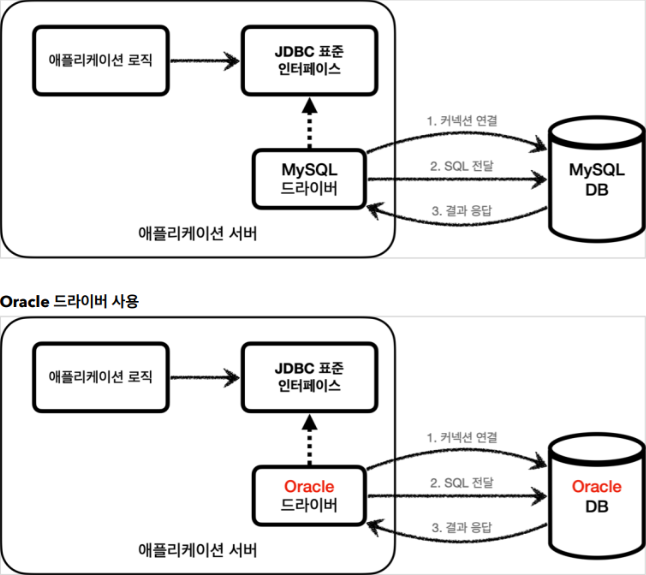 애플리케이션 로직
JDBC 표준
인터페이스
1. 커넥션 연결
MySQL
드라이버
2. SQL 전달
MySQL
DB
3. 결과 응답
애플리케이션 서버
Oracle 드라이버 사용
애플리케이션 로직
JDBC 표준
인터페이스
1. 커넥션 연결
Oracle
드라이버
2. SQL 전달
Oracle
DB
3. 결과 응답
애플리케이션 서버